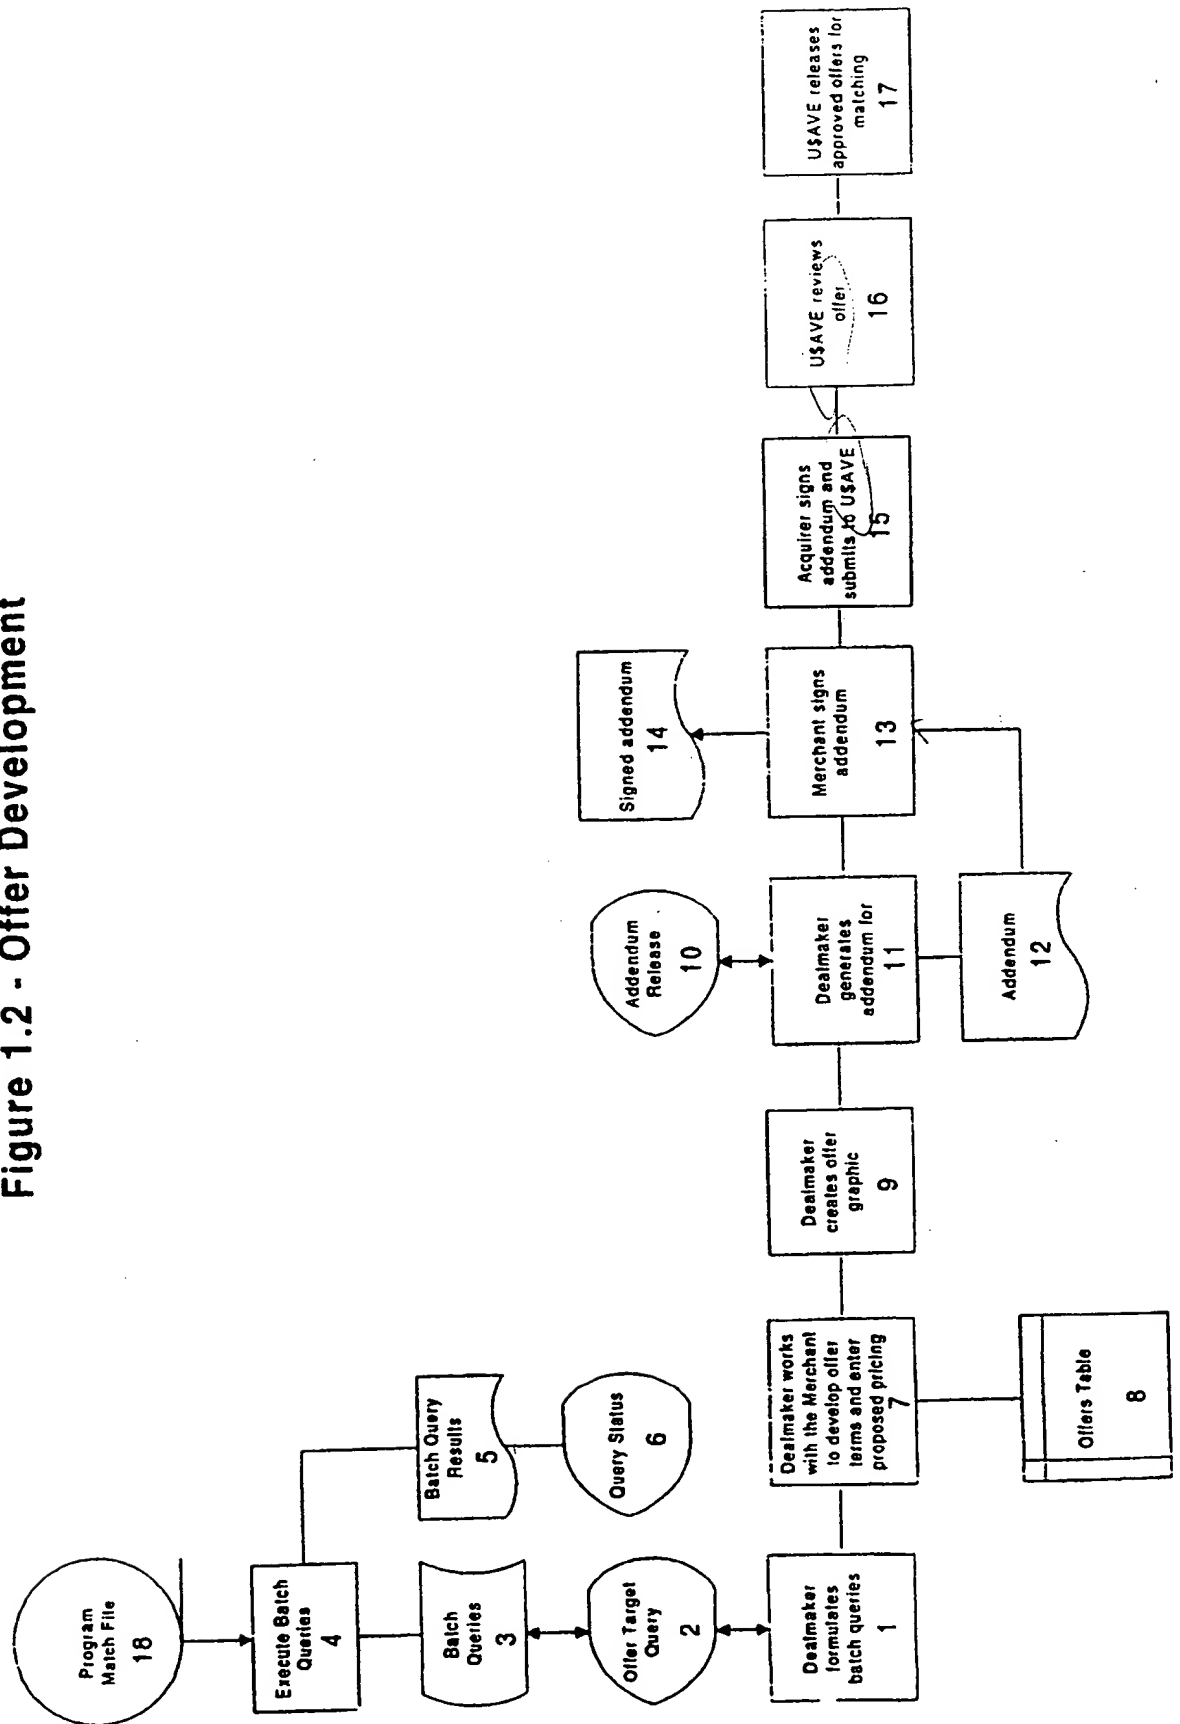 Figure 1.2 - Offer Development
Program
Match File
18
Execute Batch
Queries
4
Batch
Queries
3
Offer Target
Query
2
Dealmaker
formulates
batch queries
1
Batch Query
Results
5
Query Status
6
Dealmaker works
with the Merchant
to develop offer
terms and enter
proposed pricing
7
Offers Table
8
Dealmaker
creates offer
graphic
9
Addendum
Release
10
Dealmaker
generates
addendum for
11
Addendum
12
Merchant signs
addendum
13
Signed addendum
14
Acquirer signs
addendum and
submits to U$AVE
15
U$AVE reviews
offer
16
U$AVE releases
approved offers for
matching
17